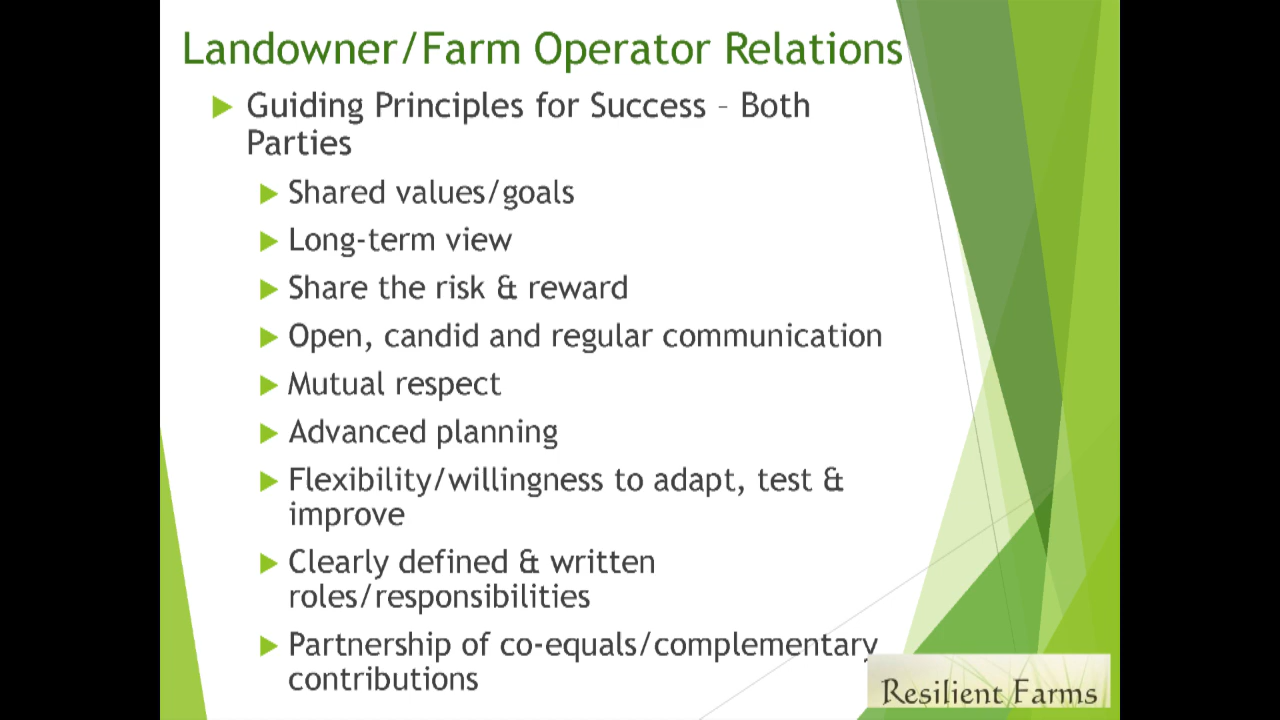 Landowner/Farm Operator Relations
Guiding Principles for Success – Both
Parties
Shared values/goals
Long-term view
Share the risk & reward
Open, candid and regular communication
Mutual respect
Advanced planning
Flexibility/willingness to adapt, test &
improve
Clearly defined & written
roles/responsibilities
Partnership of co-equals/complementary
contributions
Resilient Farms